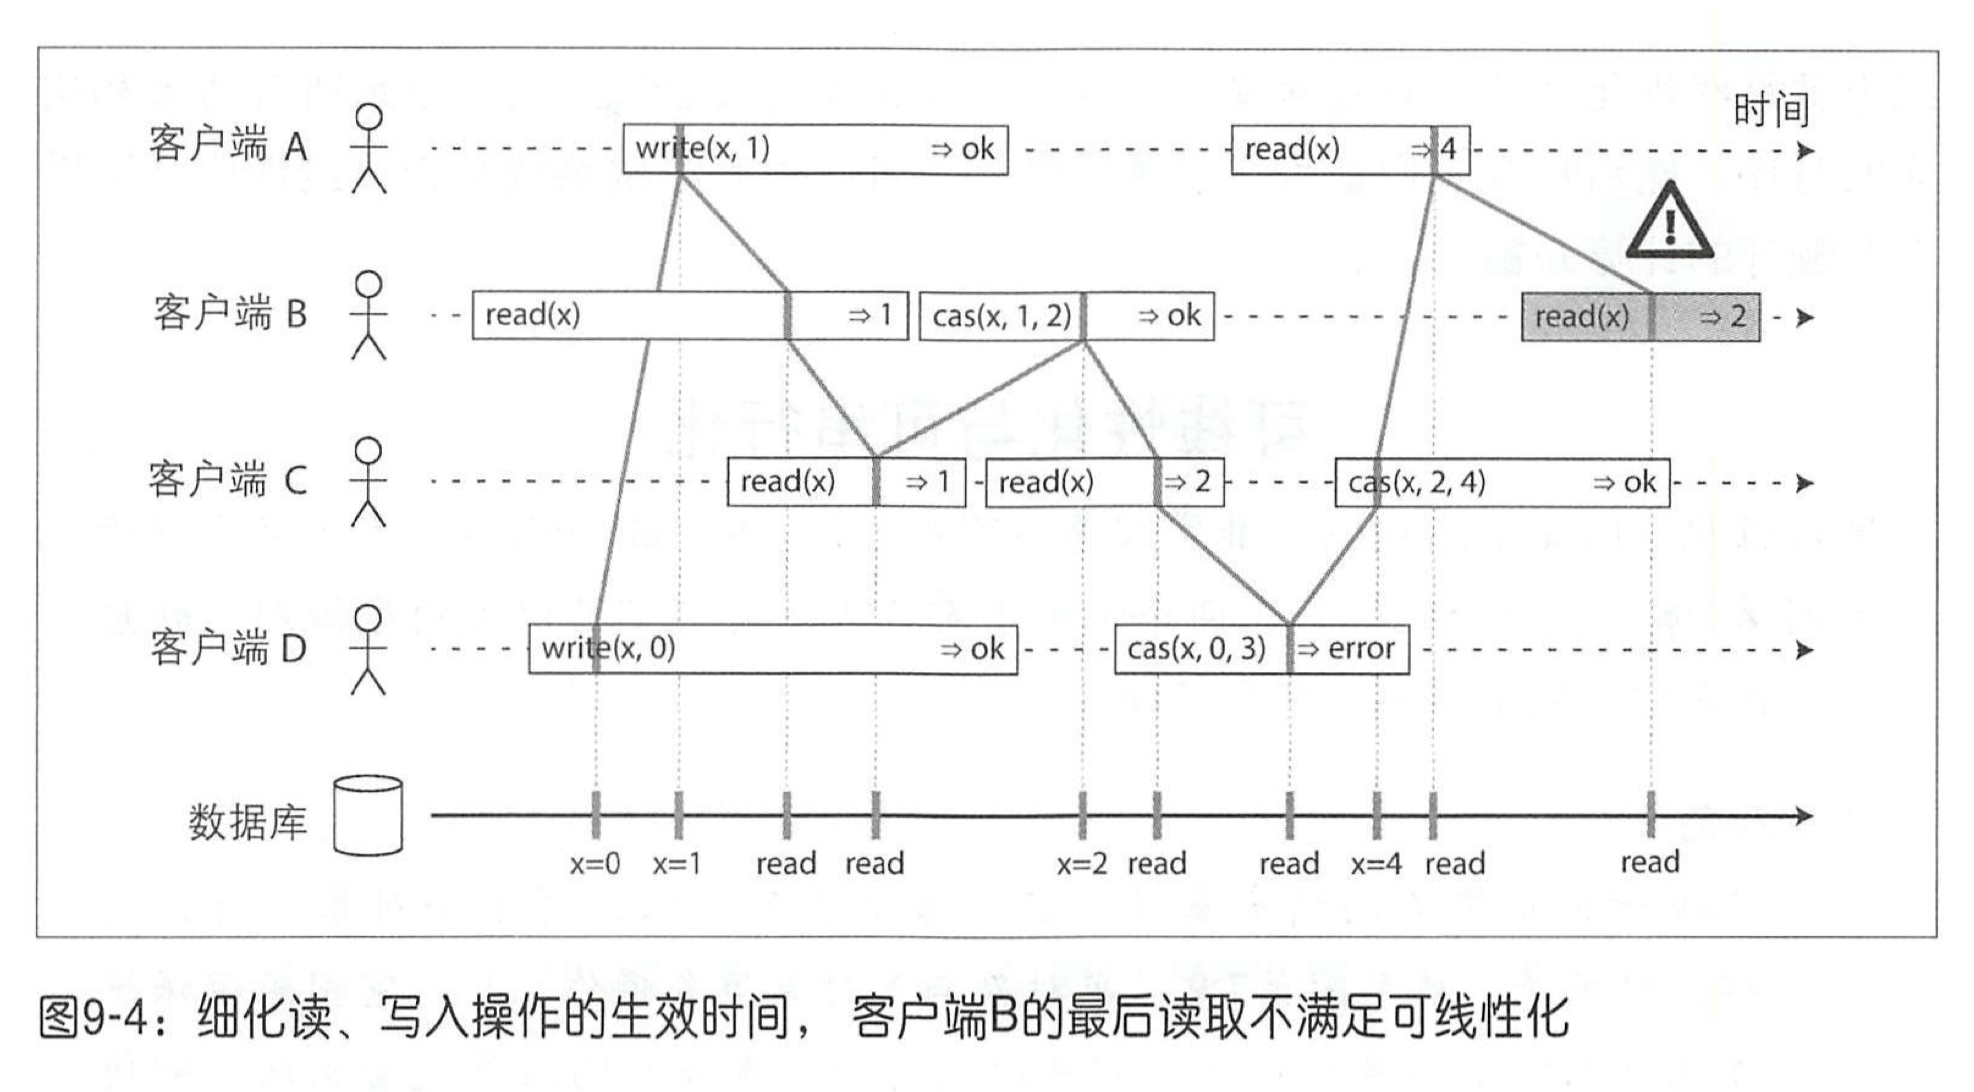 时间
客户端 A
write(x, 1) ⇒ ok
read(x) ⇒ 4
!
客户端 B
read(x) ⇒ 1
cas(x, 1, 2) ⇒ ok
read(x) ⇒ 2
客户端 C
read(x) ⇒ 1
read(x) ⇒ 2
cas(x, 2, 4) ⇒ ok
客户端 D
write(x, 0) ⇒ ok
cas(x, 0, 3) ⇒ error
数据库
x=0 x=1 read read x=2 read read x=4 read read
图9-4：细化读、写入操作的生效时间， 客户端B的最后读取不满足可线性化